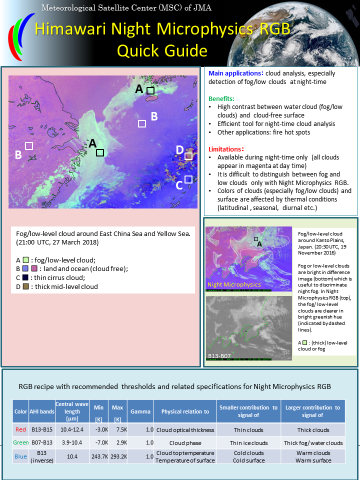 Meteorological Satellite Center (MSC) of JMA
Himawari Night Microphysics RGB
Quick Guide
A
B
A
B
D
C
Fog/low-level cloud around East China Sea and Yellow Sea.
(21:00 UTC, 27 March 2018)
A : fog/low-level cloud;
B : land and ocean (cloud free);
C : thin cirrus cloud;
D : thick mid-level cloud
Main applications: cloud analysis, especially
detection of fog/low clouds at night-time
Benefits:
• High contrast between water cloud (fog/low
clouds) and cloud-free surface
• Efficient tool for night-time cloud analysis
• Other applications: fire hot spots
Limitations:
• Available during night-time only (all clouds
appear in magenta at day time)
• It is difficult to distinguish between fog and
low clouds only with Night Microphysics RGB.
• Colors of clouds (especially fog/low clouds) and
surface are affected by thermal conditions
(latitudinal, seasonal, diurnal etc.)
A
Night Microphysics
B13-B07
Fog/low-level cloud
around Kanto Plains,
Japan. (20:30 UTC, 19
November 2018)
Fog or low-level clouds
are bright in difference
image (bottom) which is
useful to discriminate
night fog. In Night
Microphysics RGB (top),
the fog/low-level
clouds are clearer in
bright greenish hue
(indicated by dashed
lines).
A : (thick) low-level
cloud or fog
RGB recipe with recommended thresholds and related specifications for Night Microphysics RGB
Color AHI bands Central wave length [µm] Min [K] Max [K] Gamma Physical relation to Smaller contribution to signal of Larger contribution to signal of
Red B13-B15 10.4-12.4 -3.0K 7.5K 1.0 Cloud optical thickness Thin clouds Thick clouds
Green B07-B13 3.9-10.4 -7.0K 2.9K 1.0 Cloud phase Thin ice clouds Thick fog/water clouds
Blue B13 (inverse) 10.4 243.7K 293.2K 1.0 Cloud top temperature Temperature of surface Cold clouds Cold surface Warm clouds Warm surface